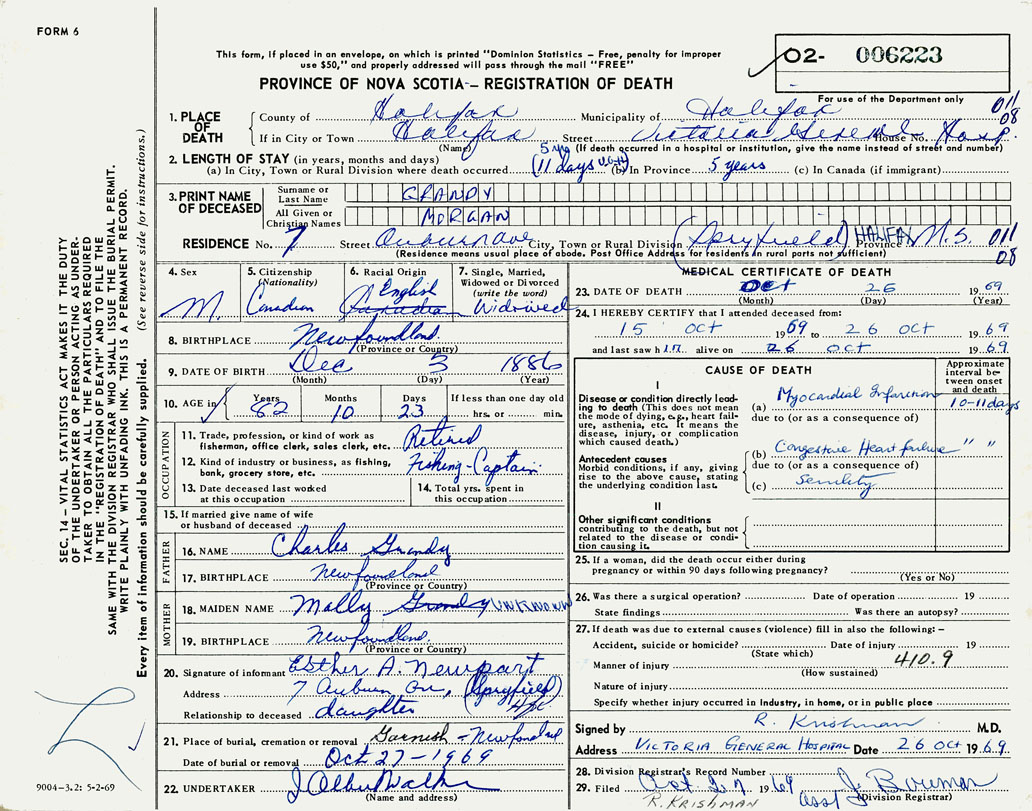 FORM 6
This form, if placed in an envelope, on which is printed "Dominion Statistics – Free, penalty for improper
use $50," and properly addressed will pass through the mail "FREE"
O2- 006223
PROVINCE OF NOVA SCOTIA – REGISTRATION OF DEATH
For use of the Department only
1. PLACE OF DEATH
County of Halifax Municipality of Halifax 011 08
If in City or Town Halifax Street Victoria General House No. Hosp.
(Name) (If death occurred in a hospital or institution, give the name instead of street and number)
2. LENGTH OF STAY (in years, months and days)
(a) In City, Town or Rural Division where death occurred (11 days V.G.H.) (b) In Province 5 years (c) In Canada (if immigrant)
3. PRINT NAME OF DECEASED
Surname or Last Name GRANDY
All Given or Christian Names MORGAN
RESIDENCE No. 7 Street Auburn ave City, Town or Rural Division (Spryfield) HALIFAX Province N.S. 011 08
(Residence means usual place of abode. Post Office Address for residents in rural parts not sufficient)
4. Sex M.
5. Citizenship (Nationality) Canadian
6. Racial Origin English Canadian
7. Single, Married, Widowed or Divorced (write the word) Widowed
8. BIRTHPLACE Newfoundland
(Province or Country)
9. DATE OF BIRTH Dec 3 1886
(Month) (Day) (Year)
10. AGE Years 82 Months 10 Days 23 If less than one day old hrs. or min.
OCCUPATION
11. Trade, profession, or kind of work as fisherman, office clerk, sales clerk, etc. Retired
12. Kind of industry or business, as fishing, bank, grocery store, etc. Fishing-Captain
13. Date deceased last worked at this occupation
14. Total yrs. spent in this occupation
15. If married give name of wife or husband of deceased
FATHER
16. NAME Charles Grandy
17. BIRTHPLACE Newfoundland
(Province or Country)
MOTHER
18. MAIDEN NAME Molly Grandy UNKNOWN
19. BIRTHPLACE Newfoundland
(Province or Country)
20. Signature of informant Esther A. Newport
Address 7 Auburn Av, (Spryfield)
Relationship to deceased daughter
21. Place of burial, cremation or removal Garnish - Newfoundland
Date of burial or removal Oct 27 - 1969
22. UNDERTAKER J Albert Walker
(Name and address)
MEDICAL CERTIFICATE OF DEATH
23. DATE OF DEATH Oct 26 1969
(Month) (Day) (Year)
24. I HEREBY CERTIFY that I attended deceased from:
15 OCT 1969 to 26 OCT 1969
and last saw him alive on 26 OCT 1969
CAUSE OF DEATH
Approximate interval between onset and death
I
Disease or condition directly leading to death (This does not mean the mode of dying, e.g., heart failure, asthenia, etc. It means the disease, injury, or complication which caused death.)
(a) Myocardial Infarction 10-11 days
due to (or as a consequence of)
Antecedent causes
Morbid conditions, if any, giving rise to the above cause, stating the underlying condition last.
(b) Congestive Heart failure " "
due to (or as a consequence of)
(c) Senility
II
Other significant conditions contributing to the death, but not related to the disease or condition causing it.
25. If a woman, did the death occur either during pregnancy or within 90 days following pregnancy?
(Yes or No)
26. Was there a surgical operation? Date of operation 19
State findings Was there an autopsy?
27. If death was due to external causes (violence) fill in also the following: –
Accident, suicide or homicide? Date of injury 19
(State which)
Manner of injury 410.9
(How sustained)
Nature of injury
Specify whether injury occurred in Industry, in home, or in public place
Signed by R. Krishman M.D.
Address VICTORIA GENERAL HOSPITAL Date 26 OCT 1969
28. Division Registrar's Record Number
29. Filed Oct. 27 1969 asst J. Bowman
(Division Registrar)
R. KRISHMAN
SEC. 14 – VITAL STATISTICS ACT MAKES IT THE DUTY
OF THE UNDERTAKER OR PERSON ACTING AS UNDER-
TAKER TO OBTAIN ALL THE PARTICULARS REQUIRED
IN THE "REGISTRATION OF DEATH" AND TO FILE THE
SAME WITH THE DIVISION REGISTRAR WHO SHALL ISSUE THE BURIAL PERMIT.
WRITE PLAINLY WITH UNFADING INK. THIS IS A PERMANENT RECORD.
Every item of information should be carefully supplied. (See reverse side for instructions.)
9004-3.2: 5-2-69